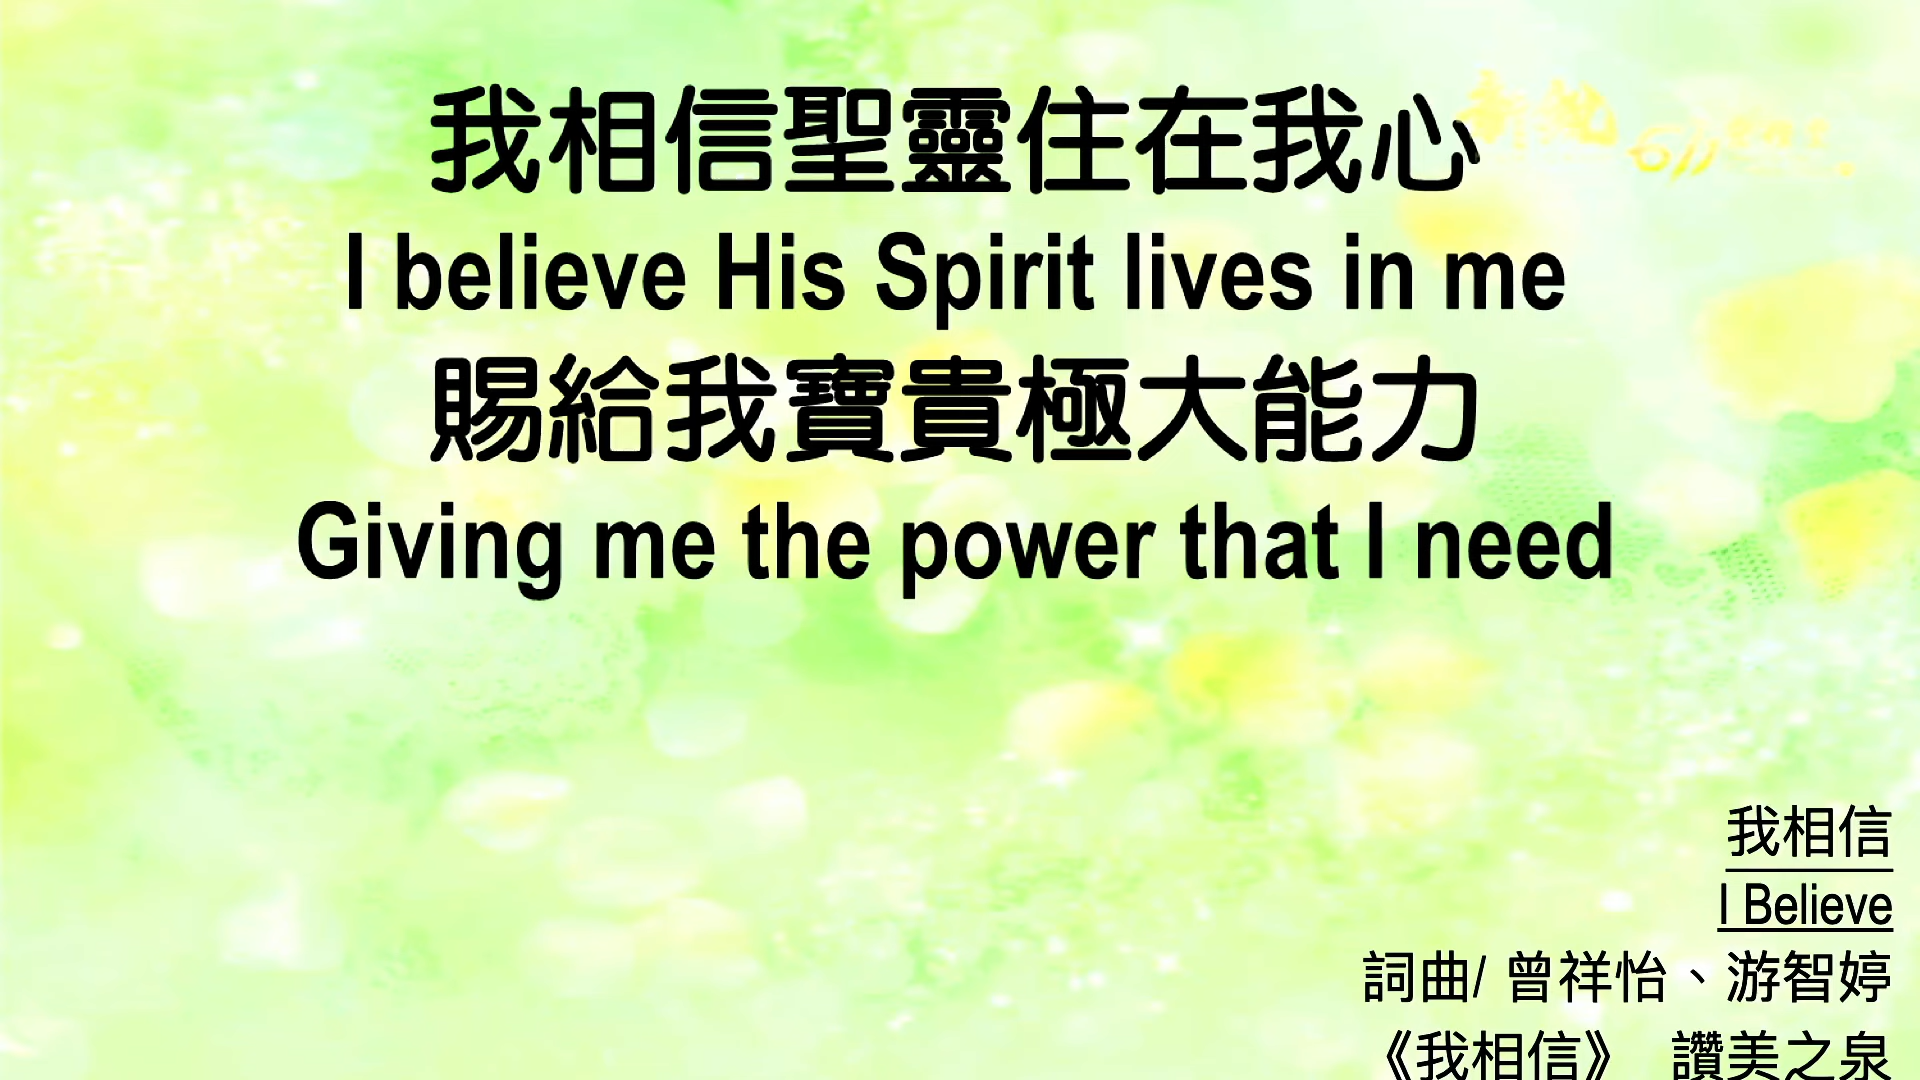 我相信聖靈住在我心
I believe His Spirit lives in me
賜給我寶貴極大能力
Giving me the power that I need
我相信
I Believe
詞曲/ 曾祥怡、游智婷
《我相信》 讚美之泉